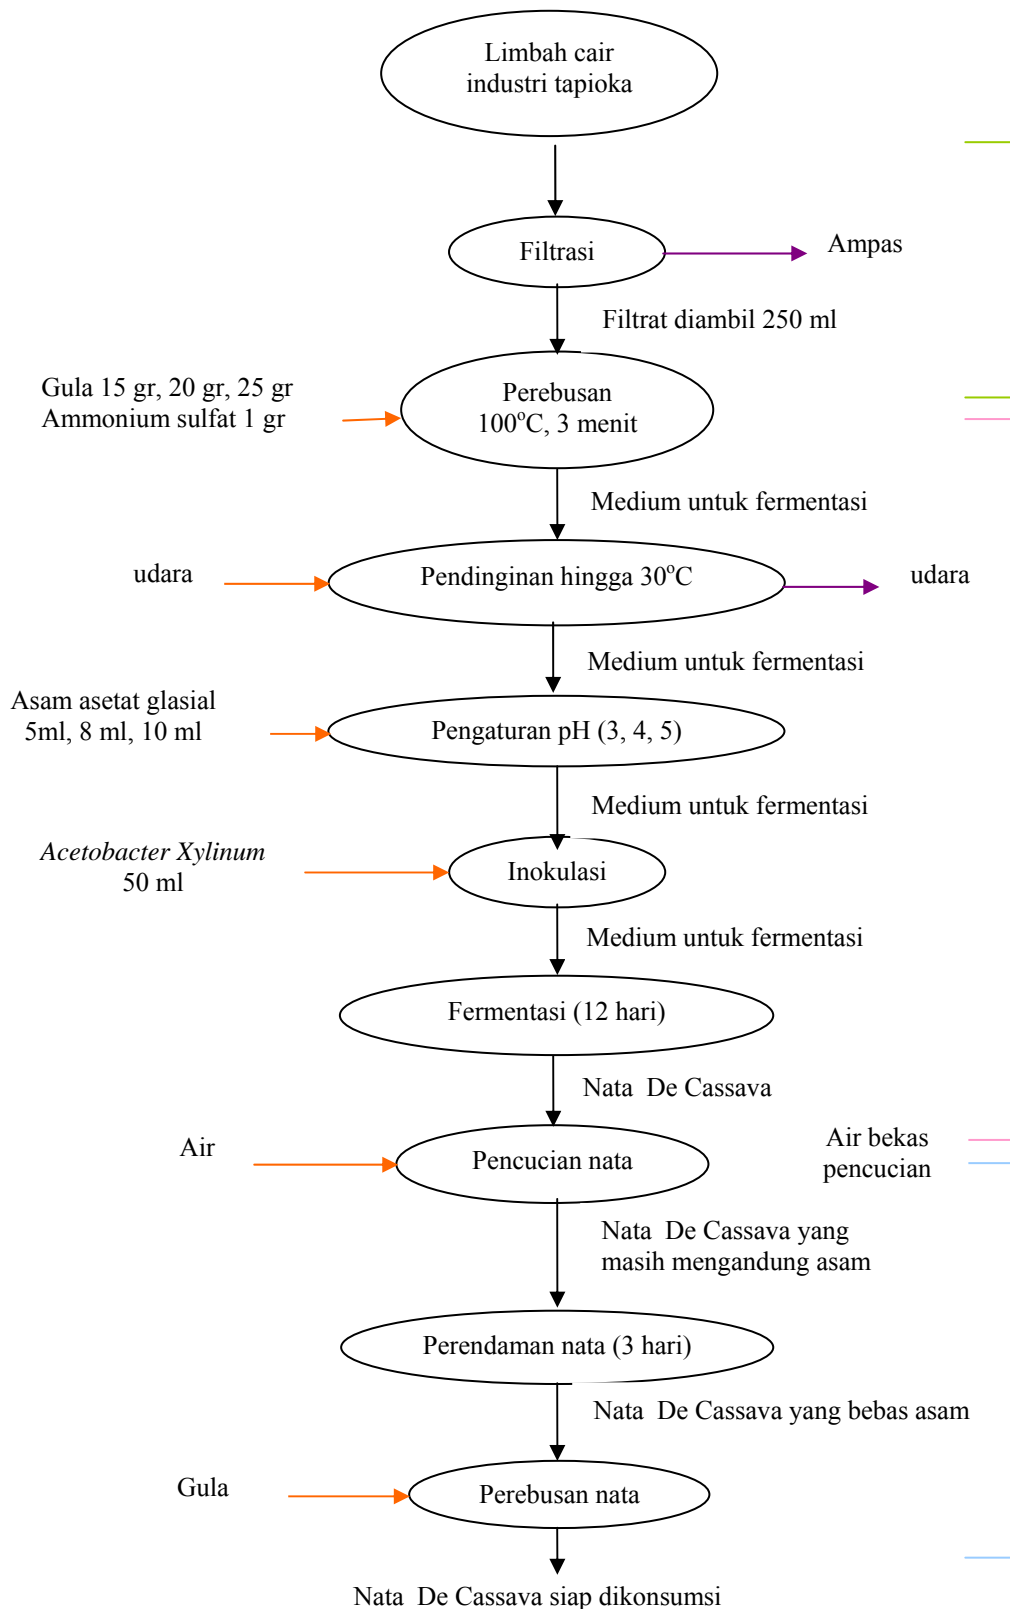 Limbah cair
industri tapioka
Filtrasi
Ampas
Filtrat diambil 250 ml
Gula 15 gr, 20 gr, 25 gr
Ammonium sulfat 1 gr
Perebusan
100°C, 3 menit
Medium untuk fermentasi
udara
Pendinginan hingga 30°C
udara
Medium untuk fermentasi
Asam asetat glasial
5ml, 8 ml, 10 ml
Pengaturan pH (3, 4, 5)
Medium untuk fermentasi
Acetobacter Xylinum
50 ml
Inokulasi
Medium untuk fermentasi
Fermentasi (12 hari)
Nata De Cassava
Air
Pencucian nata
Air bekas
pencucian
Nata De Cassava yang
masih mengandung asam
Perendaman nata (3 hari)
Nata De Cassava yang bebas asam
Gula
Perebusan nata
Nata De Cassava siap dikonsumsi